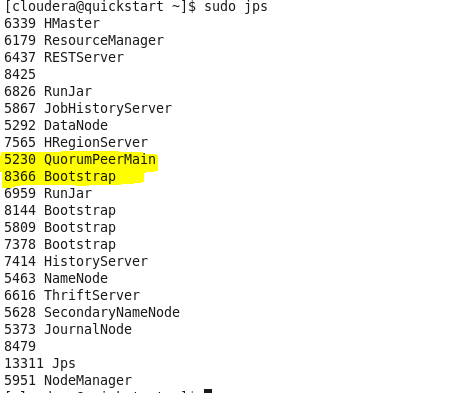 [cloudera@quickstart ~]$ sudo jps
6339 HMaster
6179 ResourceManager
6437 RESTServer
8425
6826 RunJar
5867 JobHistoryServer
5292 DataNode
7565 HRegionServer
5230 QuorumPeerMain
8366 Bootstrap
6959 RunJar
8144 Bootstrap
5809 Bootstrap
7378 Bootstrap
7414 HistoryServer
5463 NameNode
6616 ThriftServer
5628 SecondaryNameNode
5373 JournalNode
8479
13311 Jps
5951 NodeManager